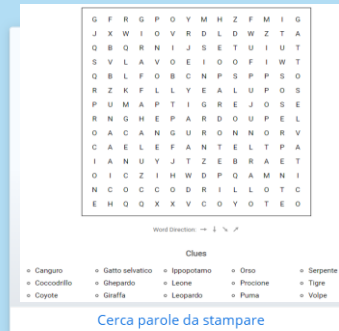 G F R G P O Y M H Z F M I G
J X W I O V R D L D W Z T A
Q B Q R N I J S E T U I U T
S V L A V O E I O O F I W T
Q B L F O B C N P S P P S O
R Z K F L L Y E A L U P O S
P U M A P T I G R E J O S E
R N G H E P A R D O U P E L
O A C A N G U R O N N O R V
C A E L E F A N T E L T P A
I A N U Y J T Z E B R A E T
O I C Z I H W D P Q A M N I
N C O C C O D R I L L O T C
E H Q Q X X V C O Y O T E O
Word Direction: → ↓ ↘ ↗
Clues
Canguro Gatto selvatico Ippopotamo Orso Serpente
Coccodrillo Ghepardo Leone Procione Tigre
Coyote Giraffa Leopardo Puma Volpe
Cerca parole da stampare